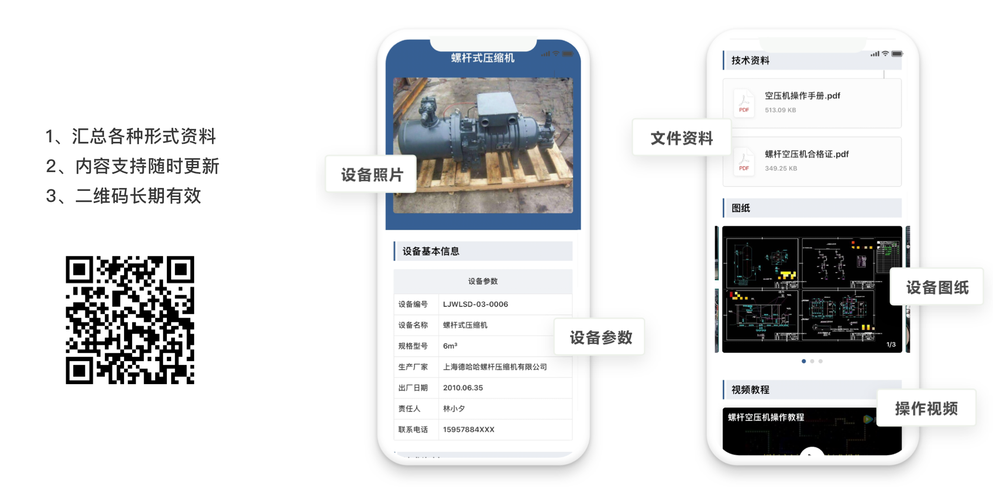 1、汇总各种形式资料
2、内容支持随时更新
3、二维码长期有效
螺杆式压缩机
设备照片
设备基本信息
设备参数
设备编号 LJWLSD-03-0006
设备名称 螺杆式压缩机
规格型号 6m³
生产厂家 上海德哈哈螺杆压缩机有限公司
出厂日期 2010.06.35
责任人 林小夕
联系电话 15957884XXX
设备参数
技术资料
空压机操作手册.pdf
513.09 KB
PDF
文件资料
螺杆空压机合格证.pdf
349.25 KB
PDF
图纸
设备图纸
1/3
视频教程
操作视频
螺杆空压机操作教程